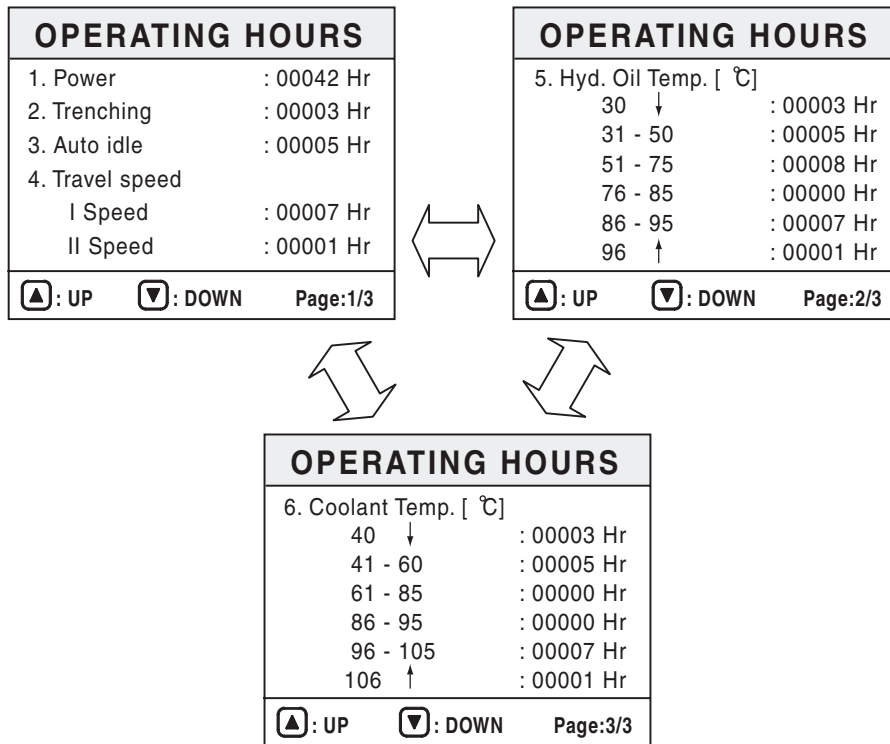 OPERATING HOURS
1. Power : 00042 Hr
2. Trenching : 00003 Hr
3. Auto idle : 00005 Hr
4. Travel speed
I Speed : 00007 Hr
II Speed : 00001 Hr
▲ : UP ▼ : DOWN Page:1/3
OPERATING HOURS
5. Hyd. Oil Temp. [ ℃]
30 ↓ : 00003 Hr
31 - 50 : 00005 Hr
51 - 75 : 00008 Hr
76 - 85 : 00000 Hr
86 - 95 : 00007 Hr
96 ↑ : 00001 Hr
▲ : UP ▼ : DOWN Page:2/3
OPERATING HOURS
6. Coolant Temp. [ ℃]
40 ↓ : 00003 Hr
41 - 60 : 00005 Hr
61 - 85 : 00000 Hr
86 - 95 : 00000 Hr
96 - 105 : 00007 Hr
106 ↑ : 00001 Hr
▲ : UP ▼ : DOWN Page:3/3